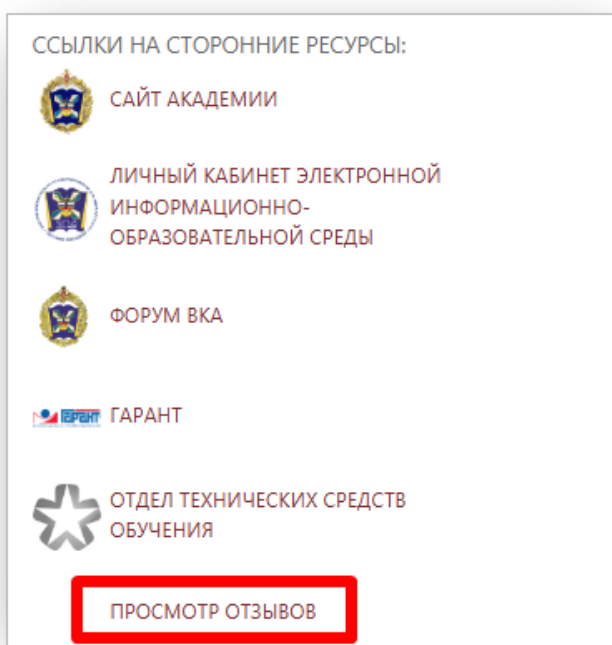 ССЫЛКИ НА СТОРОННИЕ РЕСУРСЫ:
САЙТ АКАДЕМИИ
ЛИЧНЫЙ КАБИНЕТ ЭЛЕКТРОННОЙ
ИНФОРМАЦИОННО-
ОБРАЗОВАТЕЛЬНОЙ СРЕДЫ
ФОРУМ ВКА
ГАРАНТ ГАРАНТ
ОТДЕЛ ТЕХНИЧЕСКИХ СРЕДСТВ
ОБУЧЕНИЯ
ПРОСМОТР ОТЗЫВОВ